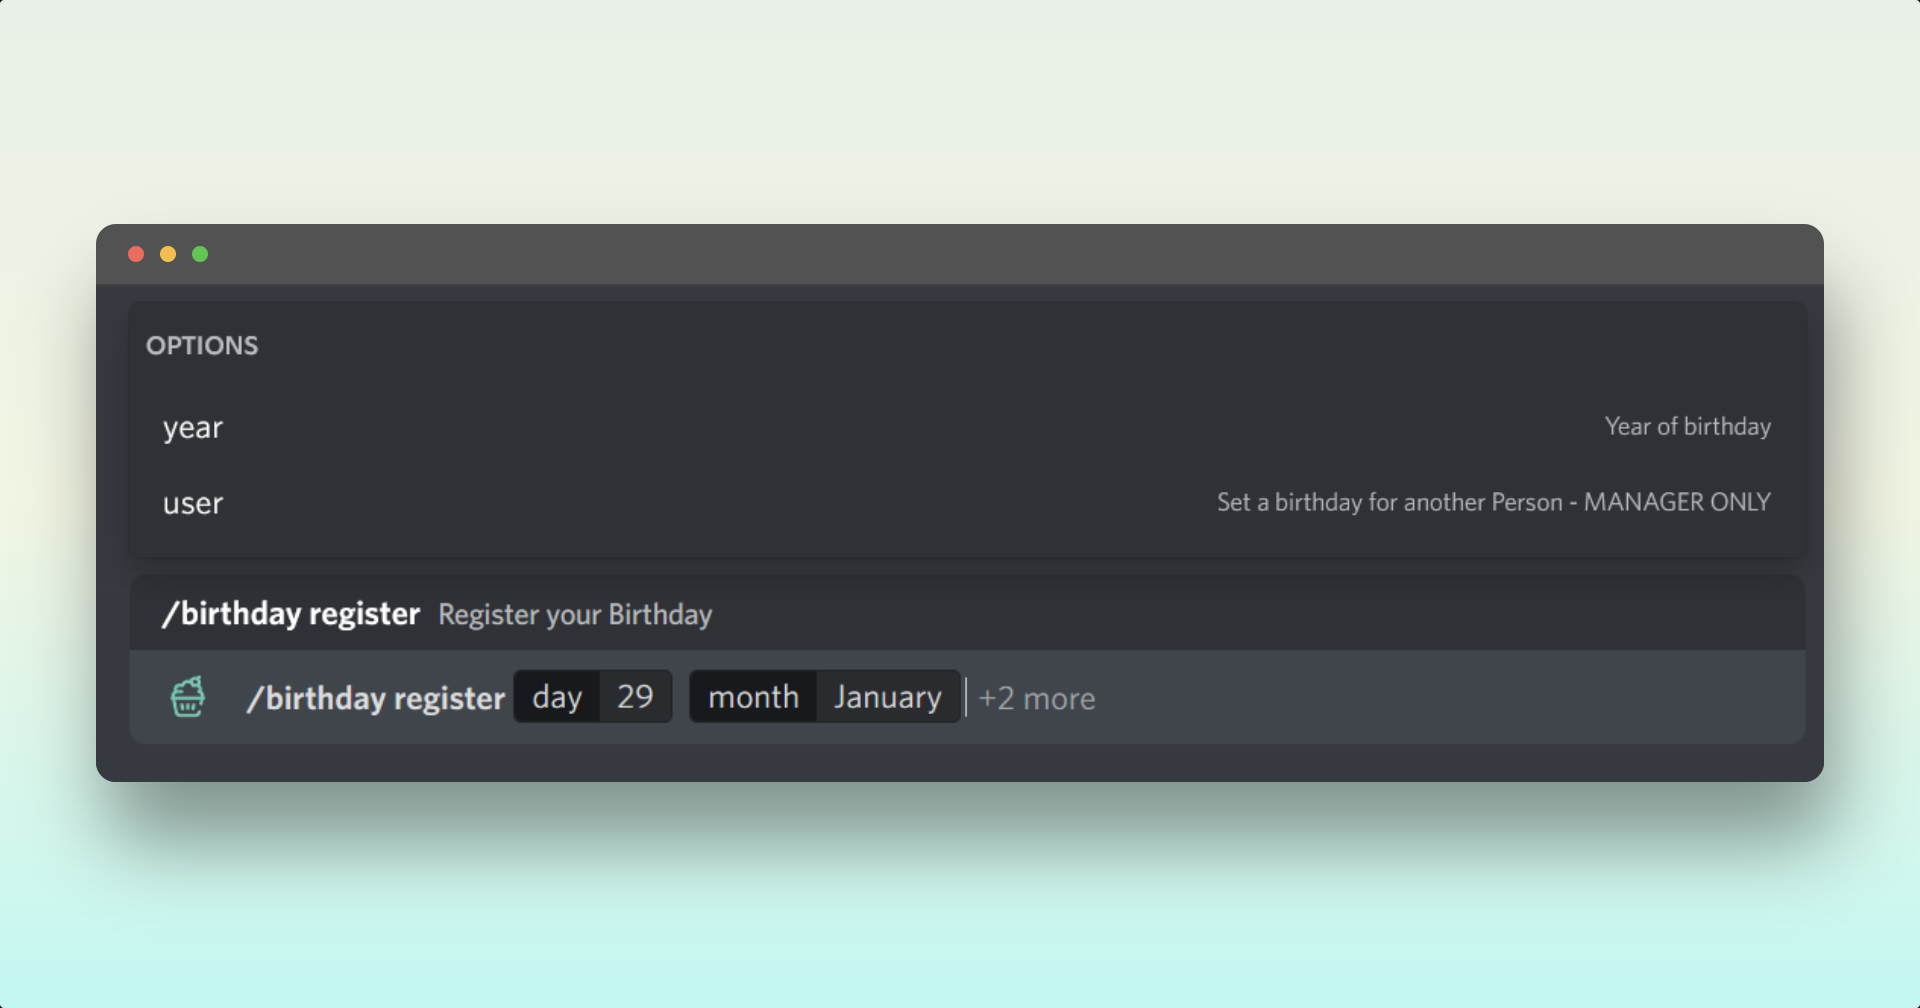 OPTIONS
year Year of birthday
user Set a birthday for another Person - MANAGER ONLY
/birthday register Register your Birthday
/birthday register day 29 month January +2 more